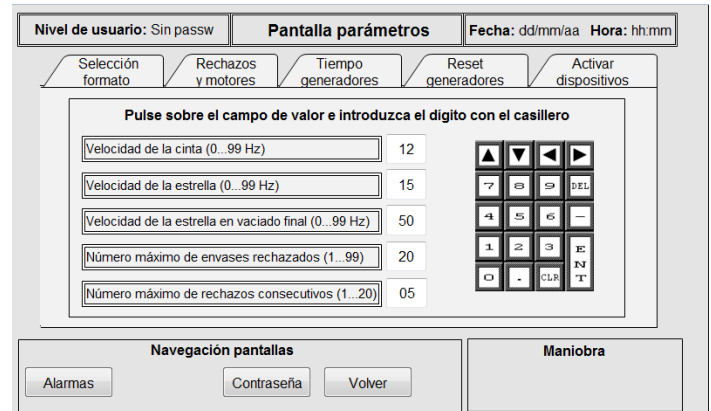 Nivel de usuario: Sin passw
Pantalla parámetros
Fecha: dd/mm/aa Hora: hh:mm
Selección
formato
Rechazos
y motores
Tiempo
generadores
Reset
generadores
Activar
dispositivos
Pulse sobre el campo de valor e introduzca el dígito con el casillero
Velocidad de la cinta (0...99 Hz) 12
Velocidad de la estrella (0...99 Hz) 15
Velocidad de la estrella en vaciado final (0...99 Hz) 50
Número máximo de envases rechazados (1...99) 20
Número máximo de rechazos consecutivos (1...20) 05
7 8 9 DEL
4 5 6 –
1 2 3 ENT
0 . CLR
Navegación pantallas
Alarmas Contraseña Volver
Maniobra